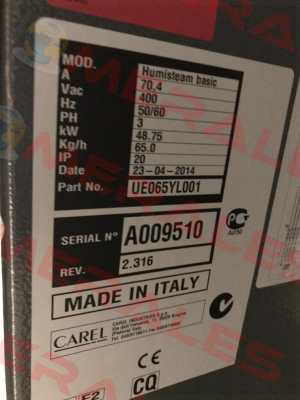 MOD. Humisteam basic
A 70,4
Vac 400
Hz 50/60
PH 3
kW 48.75
Kg/h 65.0
IP 20
Date 23-04-2014
Part No. UE065YL001
SERIAL N° A009510
REV. 2.316
MADE IN ITALY
CAREL
CAREL INDUSTRIES
CE
CQ